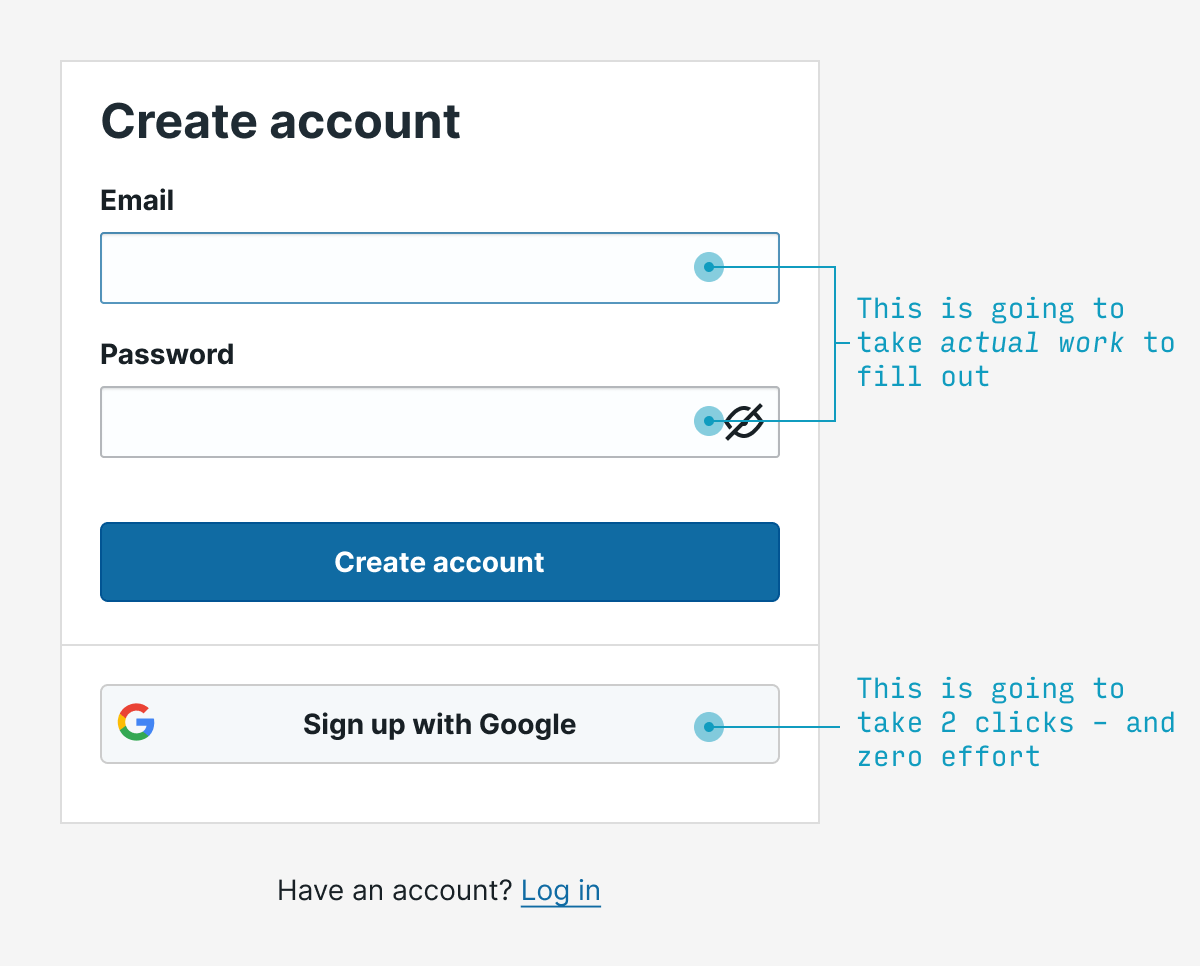 Create account
Email
This is going to
take actual work to
fill out
Password
Create account
Sign up with Google
This is going to
take 2 clicks – and
zero effort
Have an account? Log in